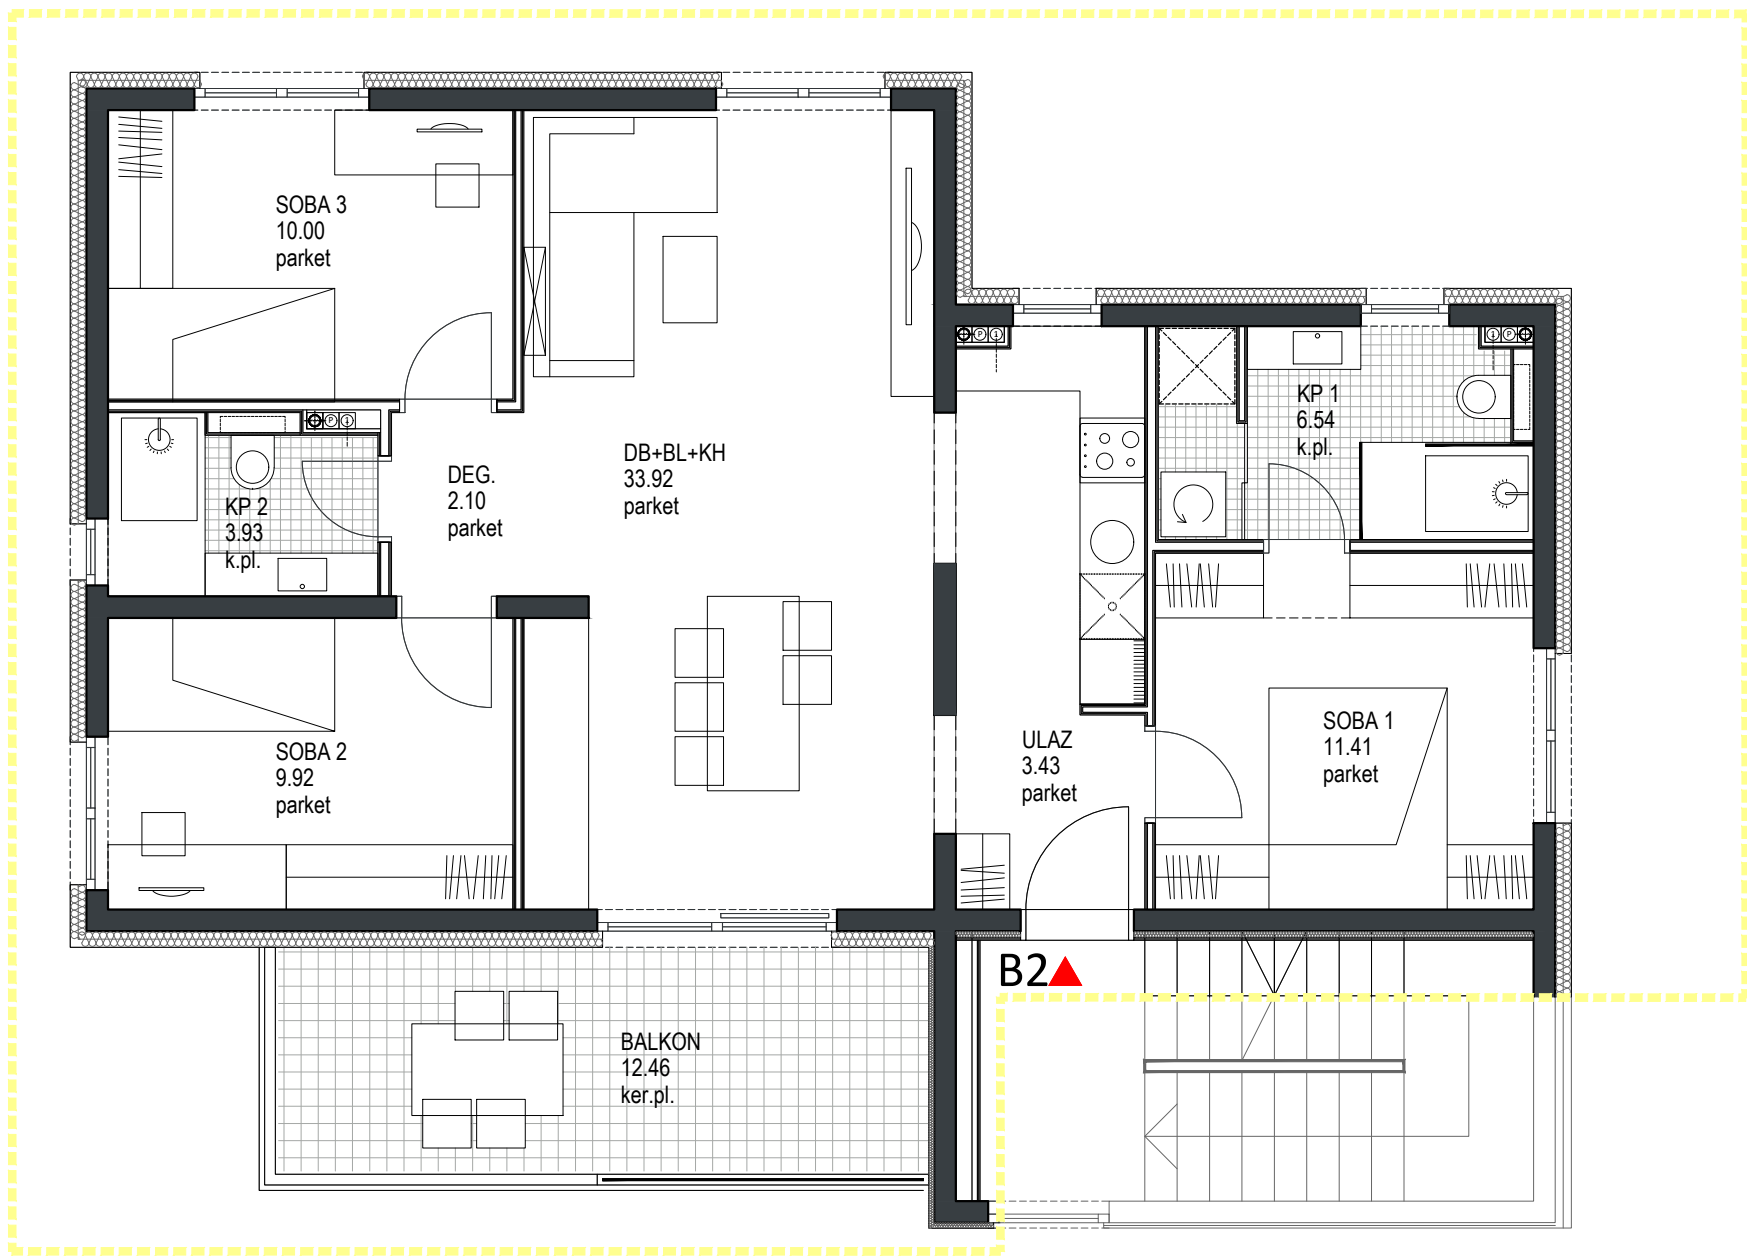 SOBA 3
10.00
parket
KP 1
6.54
k.pl.
DB+BL+KH
33.92
parket
DEG.
2.10
parket
KP 2
3.93
k.pl.
SOBA 2
9.92
parket
ULAZ
3.43
parket
SOBA 1
11.41
parket
B2
BALKON
12.46
ker.pl.